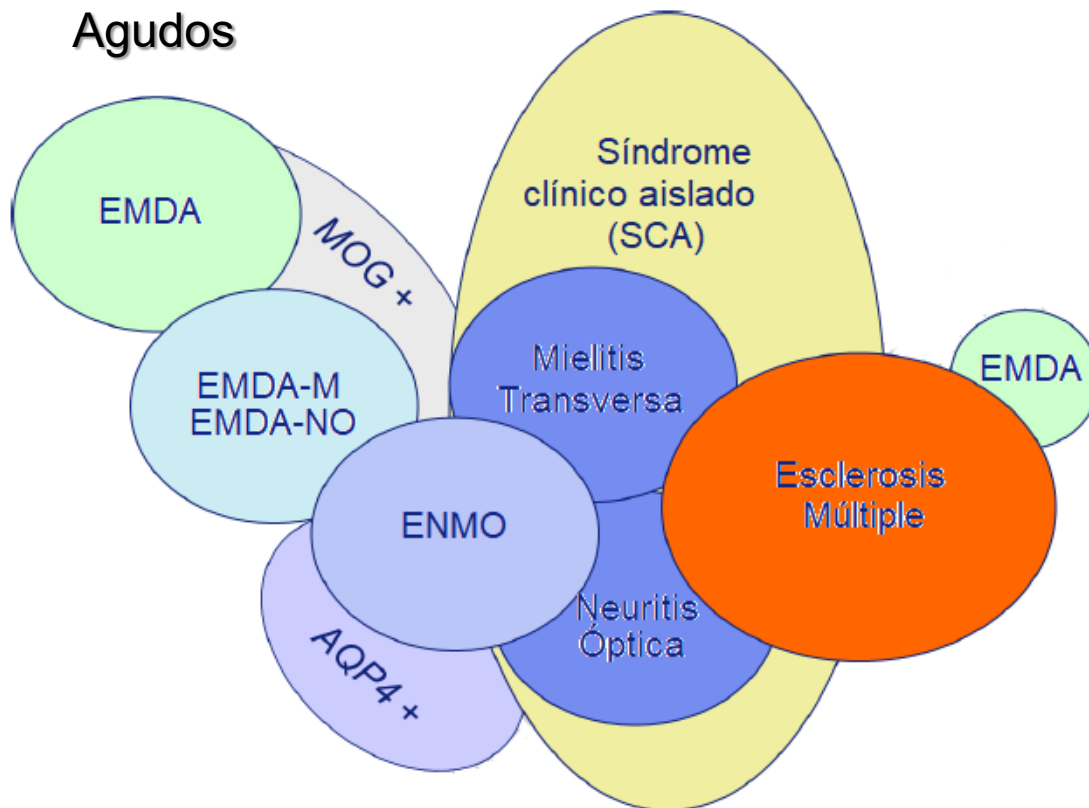 Agudos
Síndrome
clínico aislado
(SCA)
EMDA
MOG +
Mielitis
Transversa
EMDA
EMDA-M
EMDA-NO
Esclerosis
Múltiple
ENMO
Neuritis
Óptica
AQP4 +